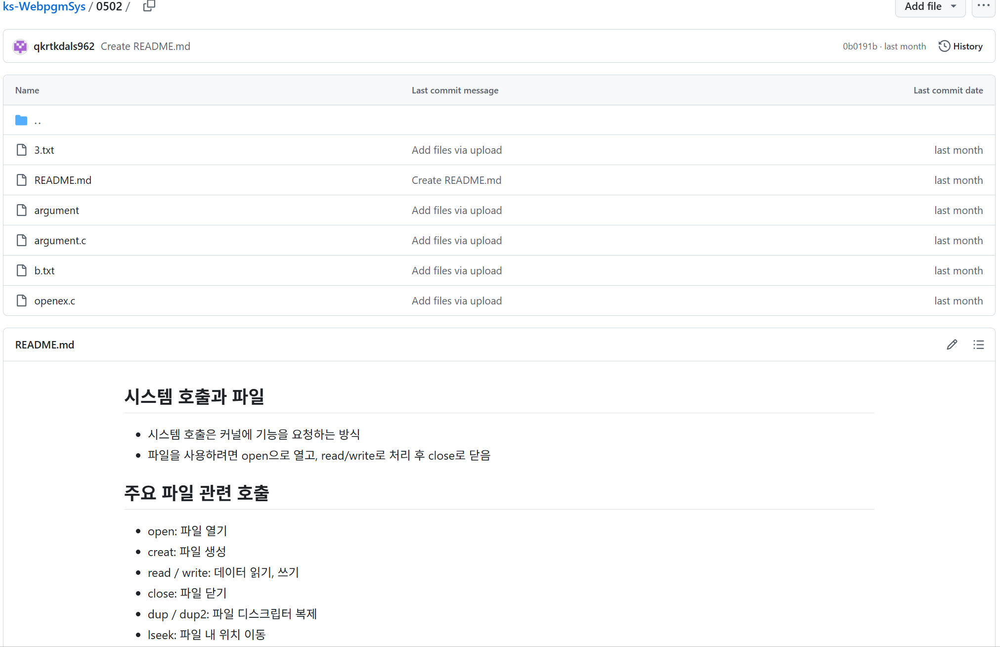 ks-WebpgmSys / 0502 /
Add file
qkrtkdals962 Create README.md 0b0191b · last month History
Name Last commit message Last commit date
..
3.txt Add files via upload last month
README.md Create README.md last month
argument Add files via upload last month
argument.c Add files via upload last month
b.txt Add files via upload last month
openex.c Add files via upload last month
README.md
시스템 호출과 파일
시스템 호출은 커널에 기능을 요청하는 방식
파일을 사용하려면 open으로 열고, read/write로 처리 후 close로 닫음
주요 파일 관련 호출
open: 파일 열기
creat: 파일 생성
read / write: 데이터 읽기, 쓰기
close: 파일 닫기
dup / dup2: 파일 디스크립터 복제
lseek: 파일 내 위치 이동